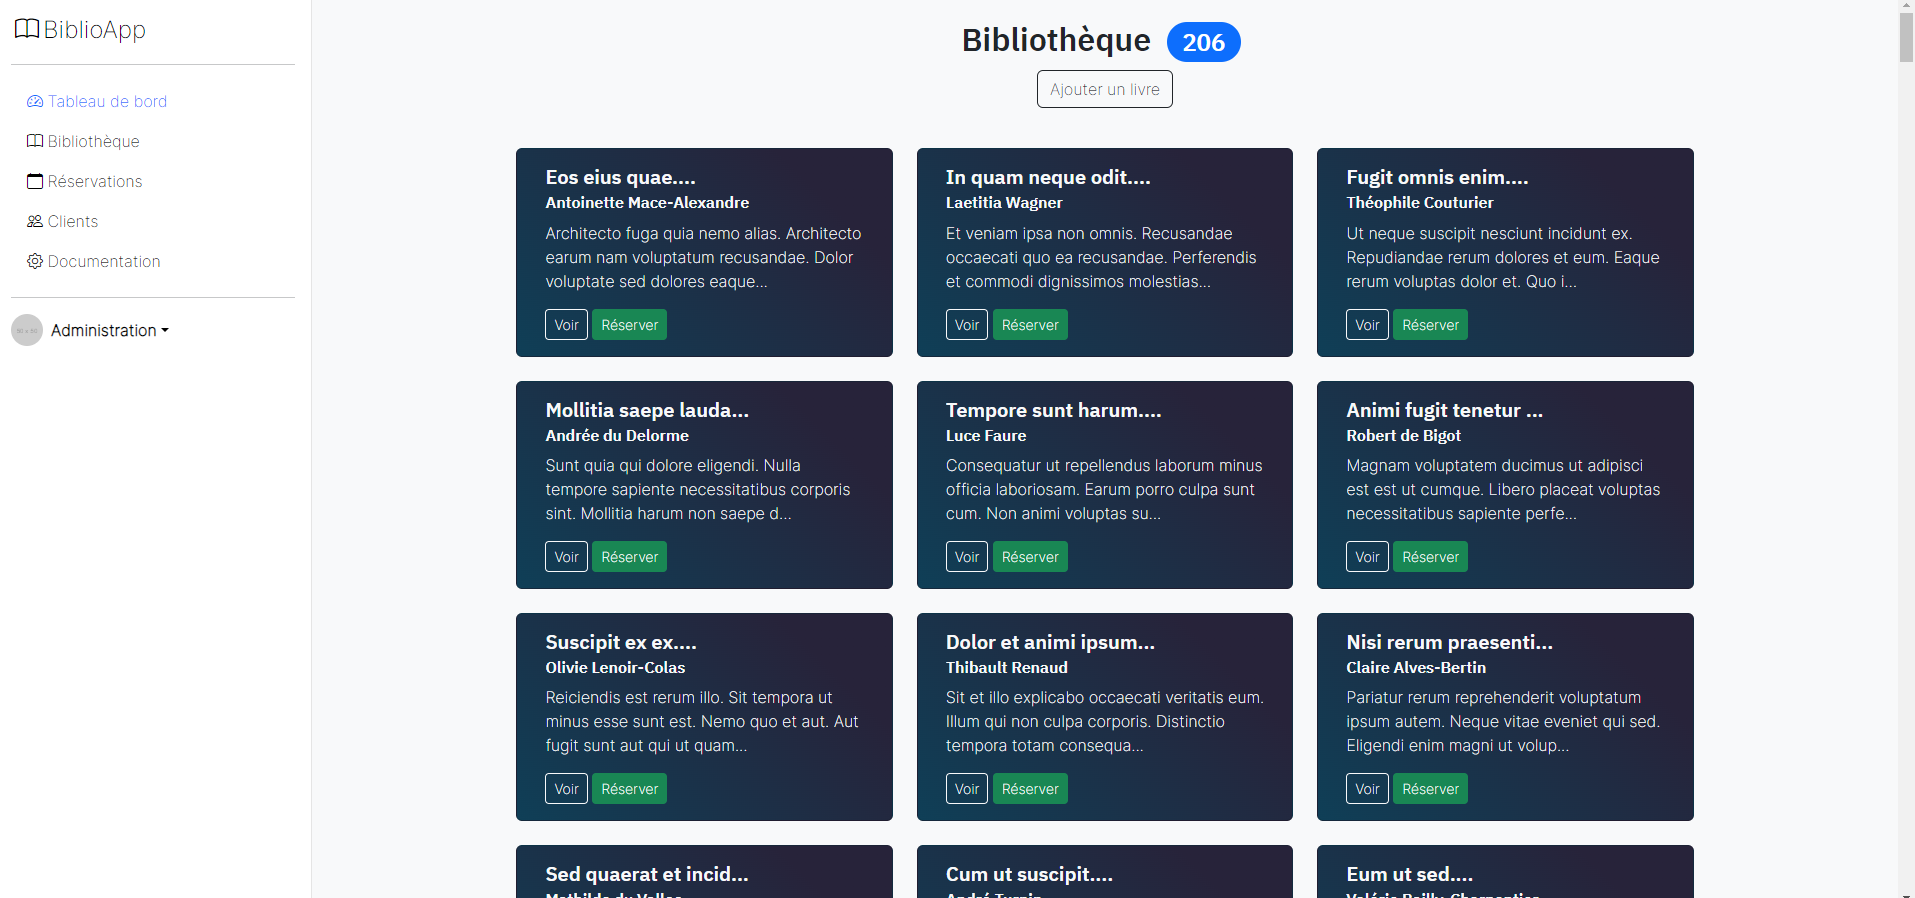 BiblioApp
Tableau de bord
Bibliothèque
Réservations
Clients
Documentation
Administration
Bibliothèque 206
Ajouter un livre
Eos eius quae....
Antoinette Mace-Alexandre
Architecto fuga quia nemo alias. Architecto
earum nam voluptatum recusandae. Dolor
voluptate sed dolores eaque...
Voir Réserver
In quam neque odit....
Laetitia Wagner
Et veniam ipsa non omnis. Recusandae
occaecati quo ea recusandae. Perferendis
et commodi dignissimos molestias...
Voir Réserver
Fugit omnis enim....
Théophile Couturier
Ut neque suscipit nesciunt incidunt ex.
Repudiandae rerum dolores et eum. Eaque
rerum voluptas dolor et. Quo i...
Voir Réserver
Mollitia saepe lauda...
Andrée du Delorme
Sunt quia qui dolore eligendi. Nulla
tempore sapiente necessitatibus corporis
sint. Mollitia harum non saepe d...
Voir Réserver
Tempore sunt harum....
Luce Faure
Consequatur ut repellendus laborum minus
officia laboriosam. Earum porro culpa sunt
cum. Non animi voluptas su...
Voir Réserver
Animi fugit tenetur ...
Robert de Bigot
Magnam voluptatem ducimus ut adipisci
est est ut cumque. Libero placeat voluptas
necessitatibus sapiente perfe...
Voir Réserver
Suscipit ex ex....
Olivie Lenoir-Colas
Reiciendis est rerum illo. Sit tempora ut
minus esse sunt est. Nemo quo et aut. Aut
fugit sunt aut qui ut quam...
Voir Réserver
Dolor et animi ipsum...
Thibault Renaud
Sit et illo explicabo occaecati veritatis eum.
Illum qui non culpa corporis. Distinctio
tempora totam consequa...
Voir Réserver
Nisi rerum praesenti...
Claire Alves-Bertin
Pariatur rerum reprehenderit voluptatum
ipsum autem. Neque vitae eveniet qui sed.
Eligendi enim magni ut volup...
Voir Réserver
Sed quaerat et incid...
Cum ut suscipit....
Eum ut sed....